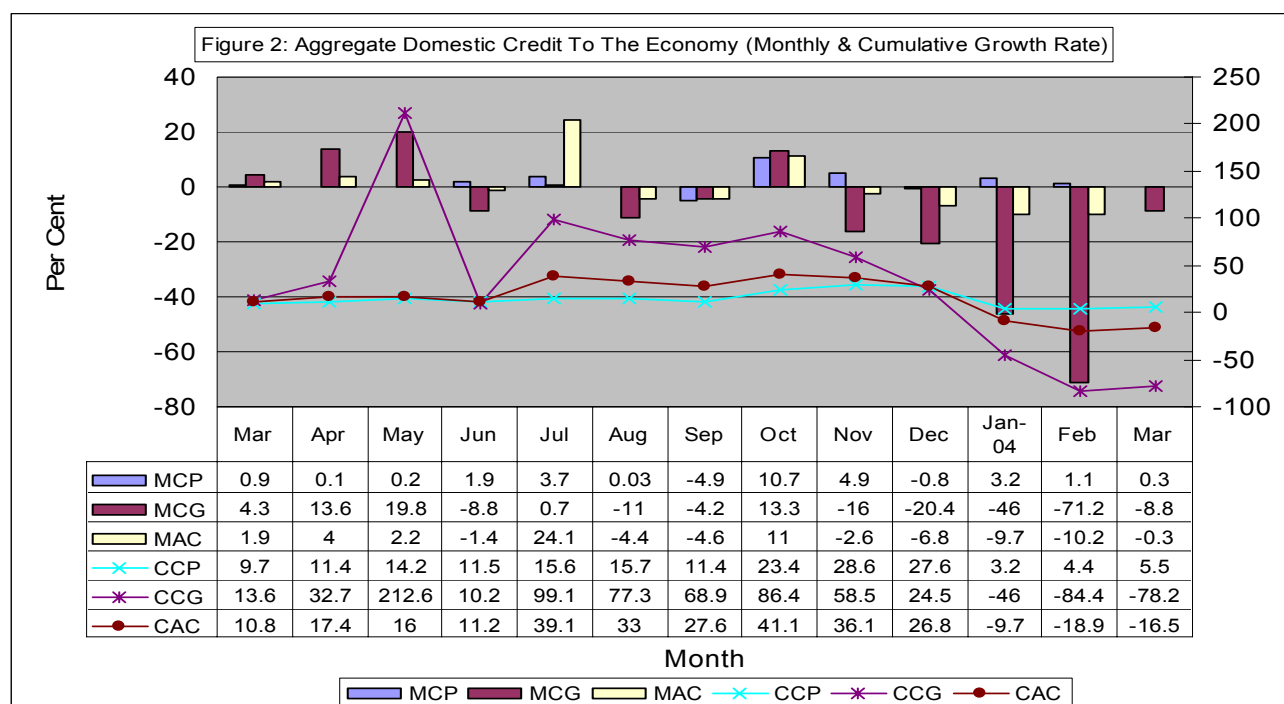 Figure 2: Aggregate Domestic Credit To The Economy (Monthly & Cumulative Growth Rate)
40
20
0
-20
-40
-60
-80
Per Cent
250
200
150
100
50
0
-50
-100
Mar Apr May Jun Jul Aug Sep Oct Nov Dec Jan-04 Feb Mar
MCP 0.9 0.1 0.2 1.9 3.7 0.03 -4.9 10.7 4.9 -0.8 3.2 1.1 0.3
MCG 4.3 13.6 19.8 -8.8 0.7 -11 -4.2 13.3 -16 -20.4 -46 -71.2 -8.8
MAC 1.9 4 2.2 -1.4 24.1 -4.4 -4.6 11 -2.6 -6.8 -9.7 -10.2 -0.3
CCP 9.7 11.4 14.2 11.5 15.6 15.7 11.4 23.4 28.6 27.6 3.2 4.4 5.5
CCG 13.6 32.7 212.6 10.2 99.1 77.3 68.9 86.4 58.5 24.5 -46 -84.4 -78.2
CAC 10.8 17.4 16 11.2 39.1 33 27.6 41.1 36.1 26.8 -9.7 -18.9 -16.5
Month
MCP MCG MAC CCP CCG CAC